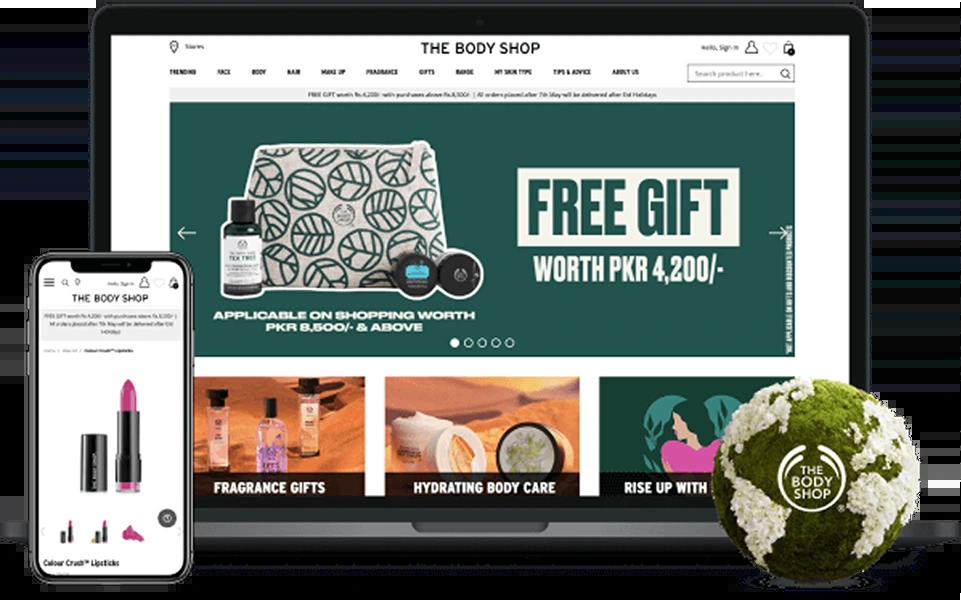 Stores
THE BODY SHOP
Hello, Sign In
TRENDING FACE BODY HAIR MAKE UP FRAGRANCE GIFTS RANGE MY SKIN TYPE TIPS & ADVICE ABOUT US
Search product here..
FREE GIFT worth Rs.4,200/- with purchases above Rs.8,500/- | All orders placed after 7th May will be delivered after Eid Holidays
THE BODY SHOP
TEA TREE
FREE GIFT
WORTH PKR 4,200/-
APPLICABLE ON SHOPPING WORTH
PKR 8,500/- & ABOVE
FRAGRANCE GIFTS
HYDRATING BODY CARE
RISE UP WITH
Hello, Sign In
THE BODY SHOP
FREE GIFT worth Rs.4,200/- with purchases above Rs.8,500/- |
All orders placed after 7th May will be delivered after Eid
Holidays
Colour Crush™ Lipsticks
Colour Crush™ Lipsticks
THE
BODY
SHOP
®